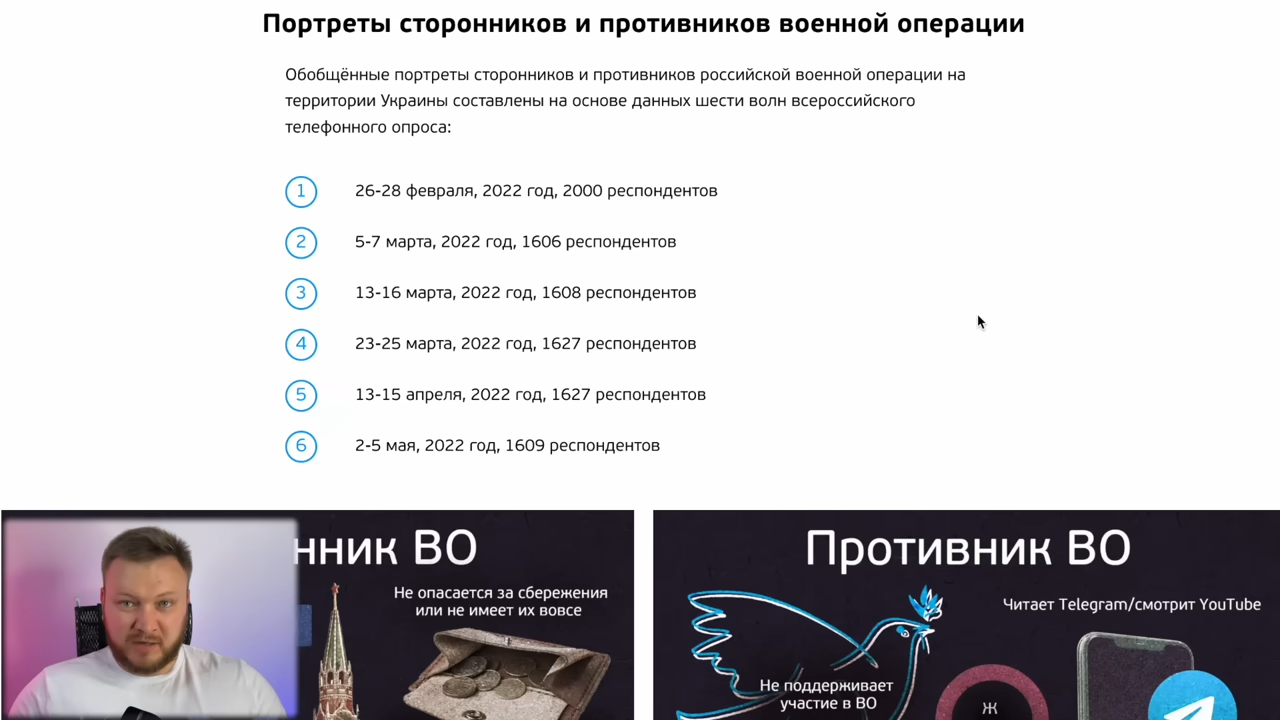 Портреты сторонников и противников военной операции
Обобщённые портреты сторонников и противников российской военной операции на
территории Украины составлены на основе данных шести волн всероссийского
телефонного опроса:
1 26-28 февраля, 2022 год, 2000 респондентов
2 5-7 марта, 2022 год, 1606 респондентов
3 13-16 марта, 2022 год, 1608 респондентов
4 23-25 марта, 2022 год, 1627 респондентов
5 13-15 апреля, 2022 год, 1627 респондентов
6 2-5 мая, 2022 год, 1609 респондентов
нник ВО
Не опасается за сбережения
или не имеет их вовсе
Противник ВО
Читает Telegram/смотрит YouTube
Не поддерживает
участие в ВО
Ж